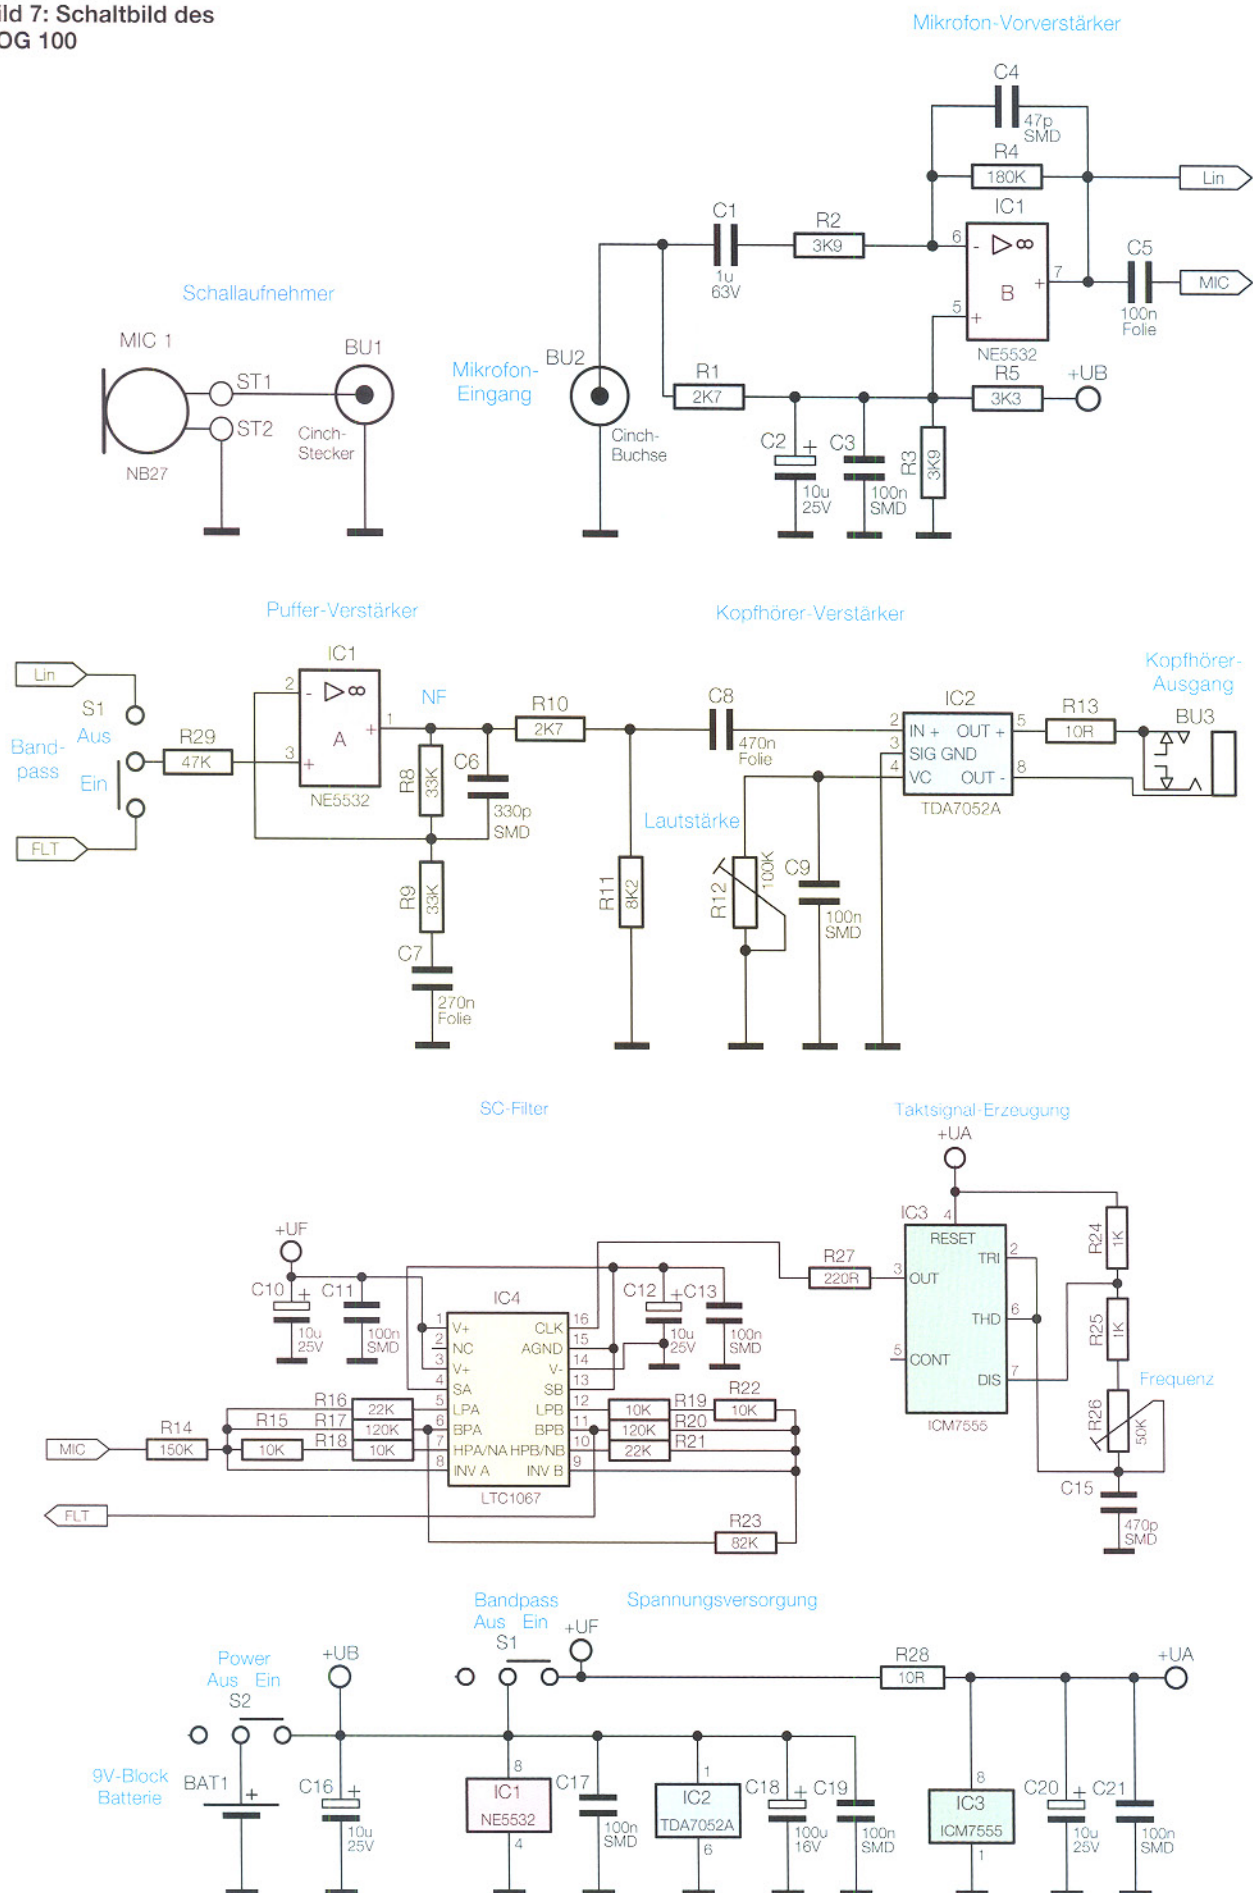 ild 7: Schaltbild des
OG 100
Mikrofon-Vorverstärker
C4
47p
SMD
R4
180K
Lin
IC1
C1
1u
63V
R2
3K9
6
-
▷∞
B
7
+
5
+
NE5532
C5
100n
Folie
MIC
Schallaufnehmer
MIC 1
NB27
ST1
ST2
BU1
Cinch-
Stecker
Mikrofon-
Eingang
BU2
Cinch-
Buchse
R1
2K7
R5
3K3
+UB
C2
+
10u
25V
C3
100n
SMD
R3
3K9
Puffer-Verstärker
Kopfhörer-Verstärker
Lin
S1
Aus
Band-
pass
Ein
FLT
R29
47K
IC1
2
-
▷∞
A
1
+
3
+
NE5532
NF
R8
33K
C6
330p
SMD
R9
33K
C7
270n
Folie
R10
2K7
R11
8K2
C8
470n
Folie
Lautstärke
R12
100K
C9
100n
SMD
IC2
2
IN +
OUT +
5
3
SIG GND
4
VC
OUT -
8
TDA7052A
R13
10R
Kopfhörer-
Ausgang
BU3
SC-Filter
Taktsignal-Erzeugung
+UF
C10
+
10u
25V
C11
100n
SMD
IC4
C12
+
10u
25V
C13
100n
SMD
1
V+
CLK
16
2
NC
AGND
15
3
V+
V-
14
4
SA
SB
13
5
LPA
LPB
12
6
BPA
BPB
11
7
HPA/NA
HPB/NB
10
8
INV A
INV B
9
LTC1067
MIC
R14
150K
R15
10K
R16
22K
R17
120K
R18
10K
R19
10K
R22
10K
R20
120K
R21
22K
FLT
R23
82K
+UA
IC3
4
RESET
TRI
2
3
OUT
THD
6
5
CONT
DIS
7
ICM7555
R27
220R
R24
1K
R25
1K
Frequenz
R26
50K
C15
470p
SMD
Bandpass
Aus Ein
S1
+UF
Spannungsversorgung
Power
Aus Ein
S2
+UB
R28
10R
+UA
9V-Block
Batterie
BAT1
+
C16
+
10u
25V
8
IC1
NE5532
4
C17
100n
SMD
1
IC2
TDA7052A
6
C18
+
100u
16V
C19
100n
SMD
8
IC3
ICM7555
1
C20
+
10u
25V
C21
100n
SMD